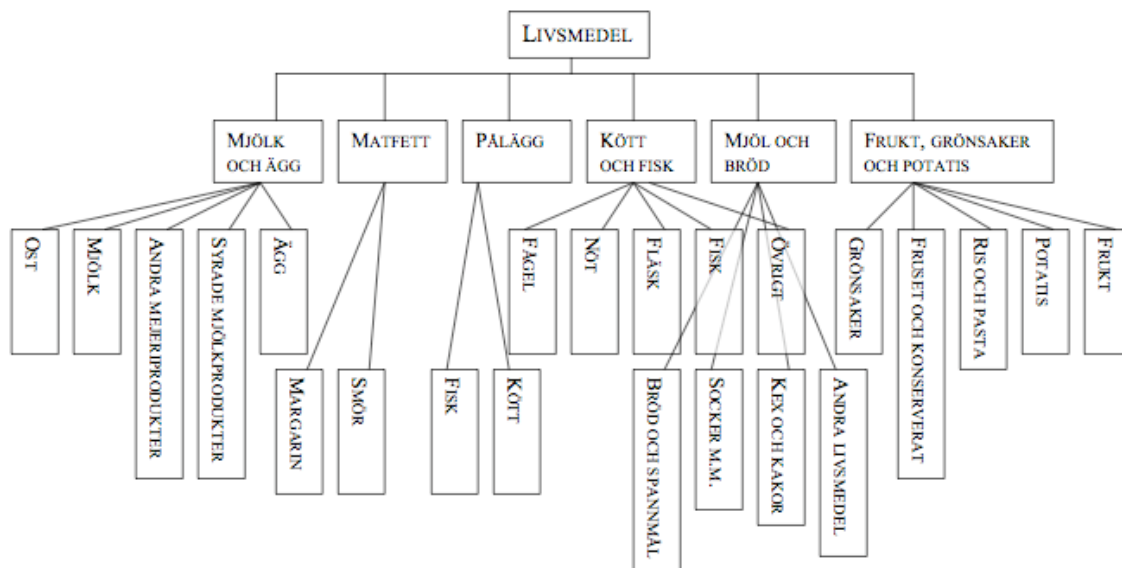 LIVSMEDEL
MJÖLK
OCH ÄGG
MATFETT
PÅLÄGG
KÖTT
OCH FISK
MJÖL OCH
BRÖD
FRUKT, GRÖNSAKER
OCH POTATIS
OST
MJÖLK
ANDRA MEJERIPRODUKTER
SYRADE MJÖLKPRODUKTER
ÄGG
MARGARIN
SMÖR
FISK
KÖTT
FÅGEL
NÖT
FLÄSK
FISK
ÖVRIGT
BRÖD OCH SPANNMÅL
SOCKER M.M.
KEX OCH KAKOR
ANDRA LIVSMEDEL
GRÖNSAKER
FRUSET OCH KONSERVERAT
RIS OCH PASTA
POTATIS
FRUKT